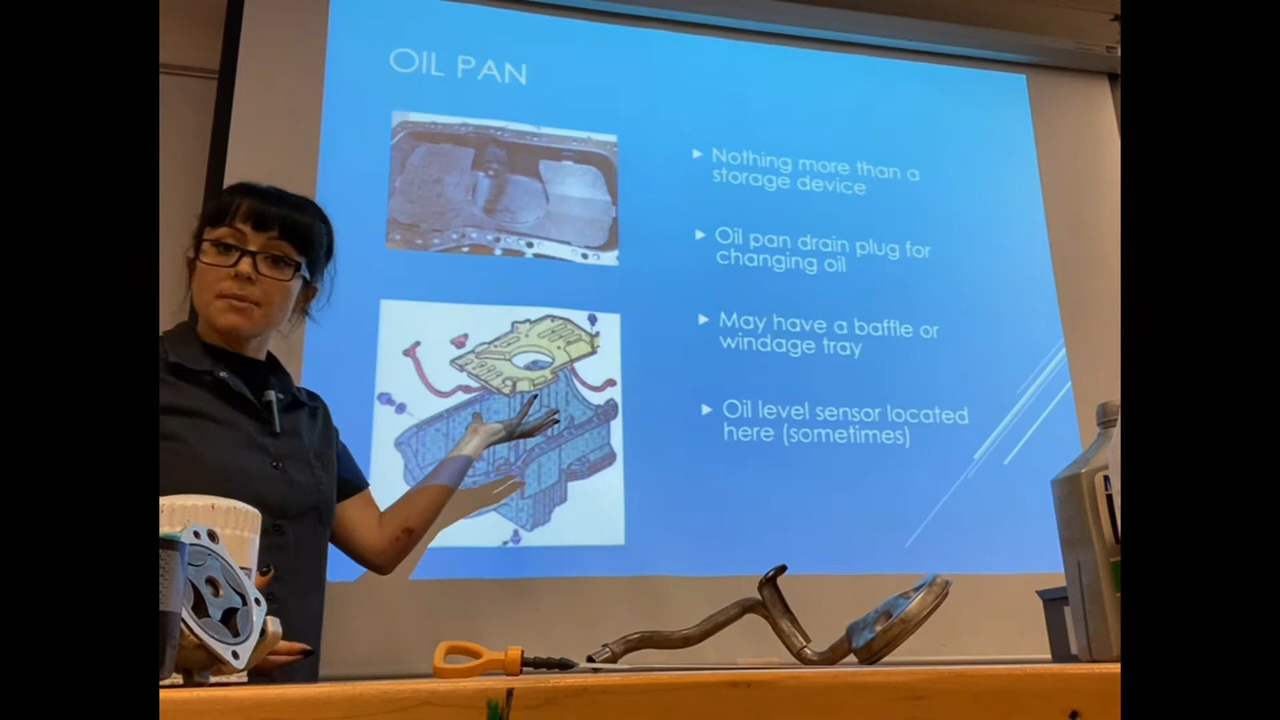 OIL PAN
Nothing more than a
storage device
Oil pan drain plug for
changing oil
May have a baffle or
windage tray
Oil level sensor located
here (sometimes)